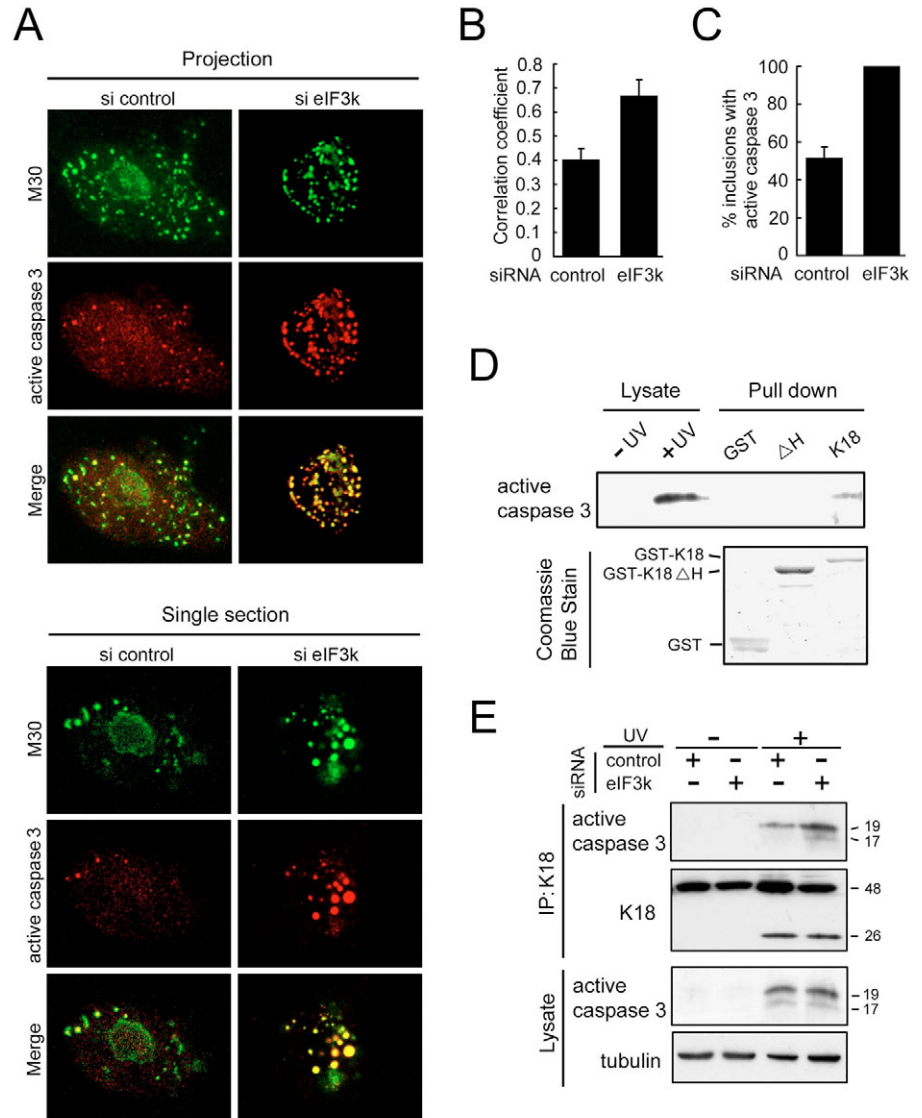 A
Projection
si control si eIF3k
M30
active caspase 3
Merge
Single section
si control si eIF3k
M30
active caspase 3
Merge
B
Correlation coefficient
0.8
0.7
0.6
0.5
0.4
0.3
0.2
0.1
0
siRNA control eIF3k
C
% inclusions with
active caspase 3
100
80
60
40
20
0
siRNA control eIF3k
D
Lysate Pull down
- UV + UV GST △H K18
active
caspase 3
Coomassie
Blue Stain
GST-K18
GST-K18 △H
GST
E
UV - +
siRNA
control + - + -
eIF3k - + - +
IP: K18
active
caspase 3
19
17
K18
48
26
Lysate
active
caspase 3
19
17
tubulin